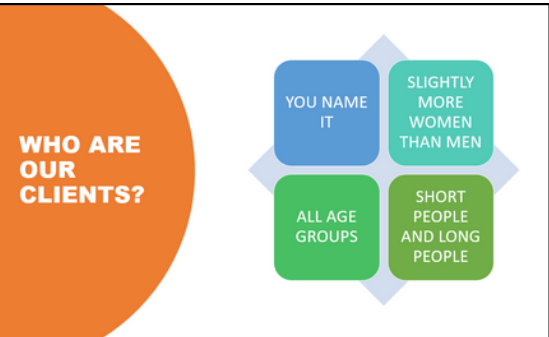 WHO ARE
OUR
CLIENTS?
YOU NAME
IT
SLIGHTLY
MORE
WOMEN
THAN MEN
ALL AGE
GROUPS
SHORT
PEOPLE
AND LONG
PEOPLE